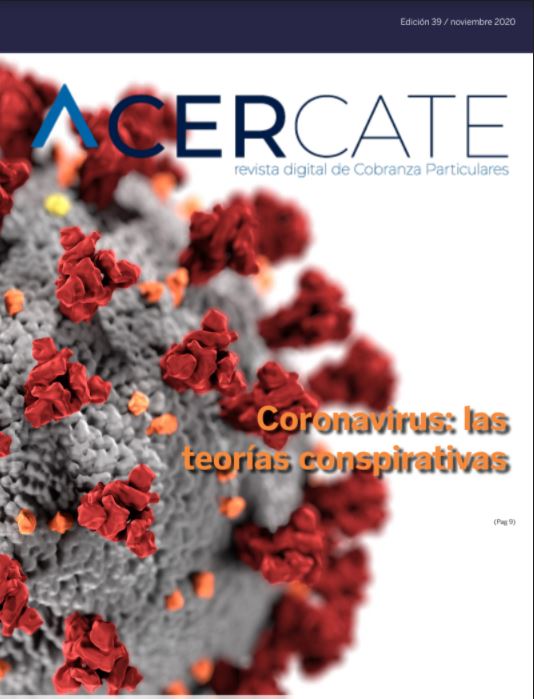 Edición 39 / noviembre 2020
ACERCATE
revista digital de Cobranza Particulares
Coronavirus: las
teorías conspirativas
(Pag 9)